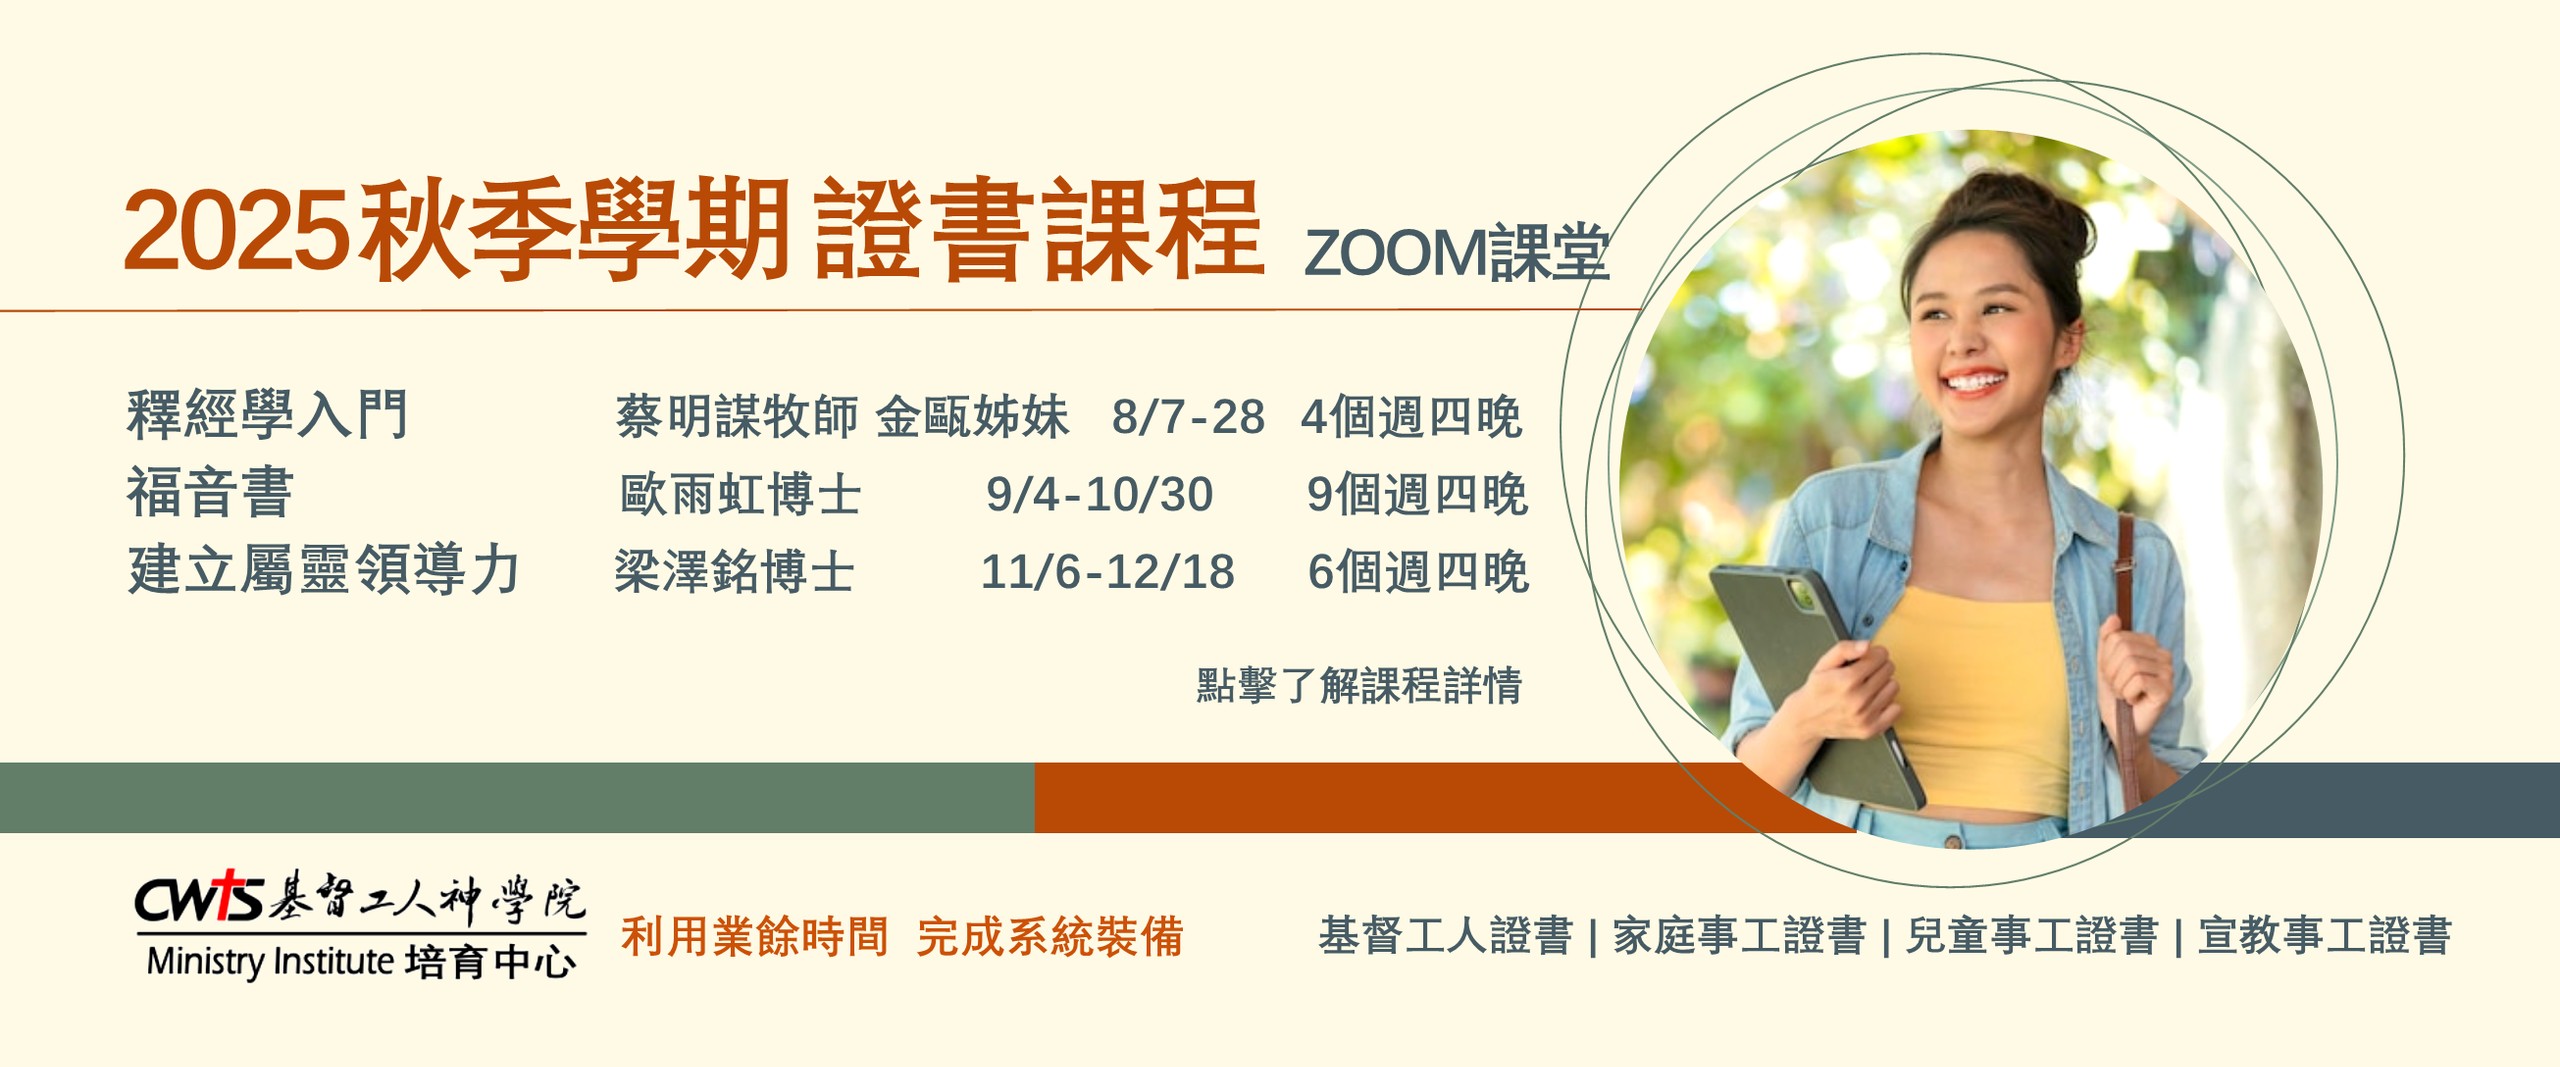 2025秋季學期 證書課程 ZOOM課堂
釋經學入門 蔡明謀牧師 金甌姊妹 8/7-28 4個週四晚
福音書 歐雨虹博士 9/4-10/30 9個週四晚
建立屬靈領導力 梁澤銘博士 11/6-12/18 6個週四晚
點擊了解課程詳情
CWTS基督工人神學院
Ministry Institute 培育中心
利用業餘時間 完成系統裝備
基督工人證書 | 家庭事工證書 | 兒童事工證書 | 宣教事工證書